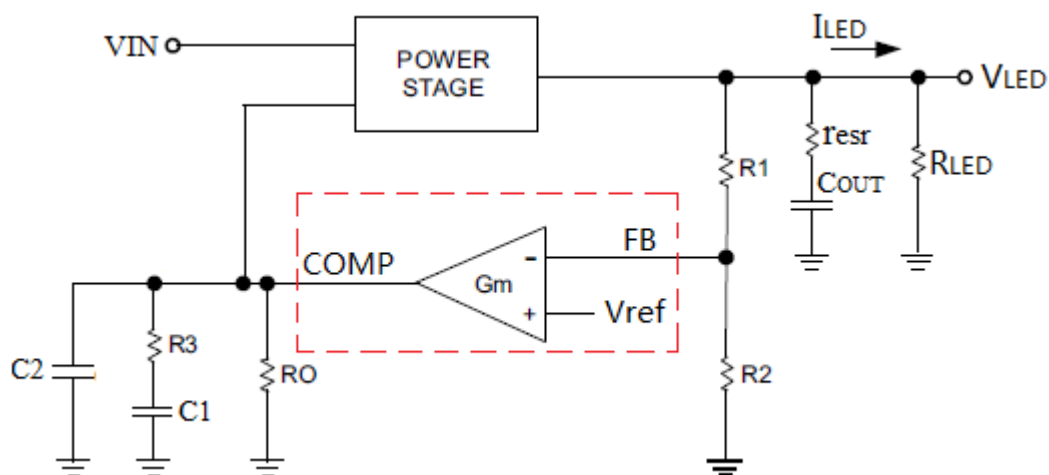 ILED
VIN
POWER
STAGE
VLED
resr
R1
RLED
COUT
FB
COMP
-
Gm
+
Vref
R3
C2
RO
R2
C1